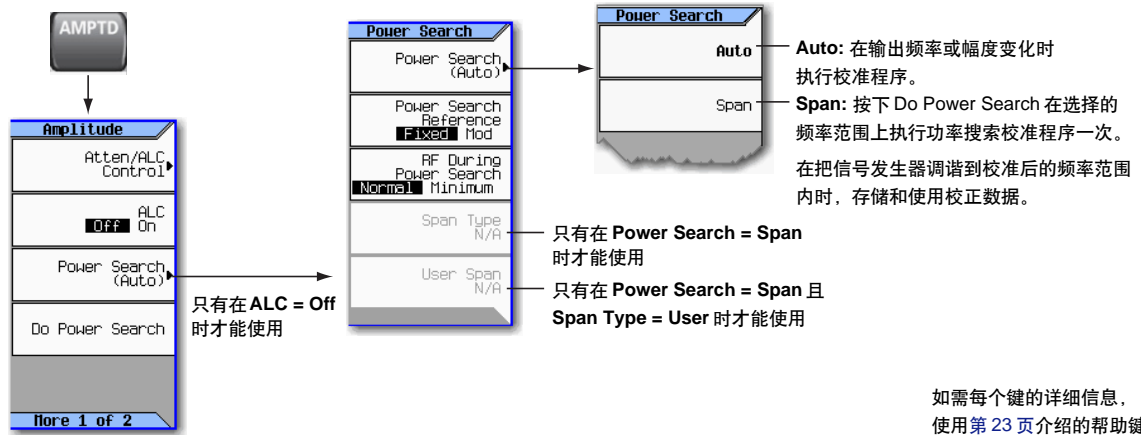 AMPTD
Amplitude
Atten/ALC
Control
ALC
Off On
Power Search
(Auto)
Do Power Search
More 1 of 2
只有在 ALC = Off
时才能使用
Power Search
Power Search
(Auto)
Power Search
Reference
Fixed Mod
RF During
Power Search
Normal Minimum
Span Type
N/A
User Span
N/A
只有在 Power Search = Span
时才能使用
只有在 Power Search = Span 且
Span Type = User 时才能使用
Power Search
Auto
Span
Auto: 在输出频率或幅度变化时
执行校准程序。
Span: 按下 Do Power Search 在选择的
频率范围上执行功率搜索校准程序一次。
在把信号发生器调谐到校准后的频率范围
内时，存储和使用校正数据。
如需每个键的详细信息，
使用第 23 页介绍的帮助键